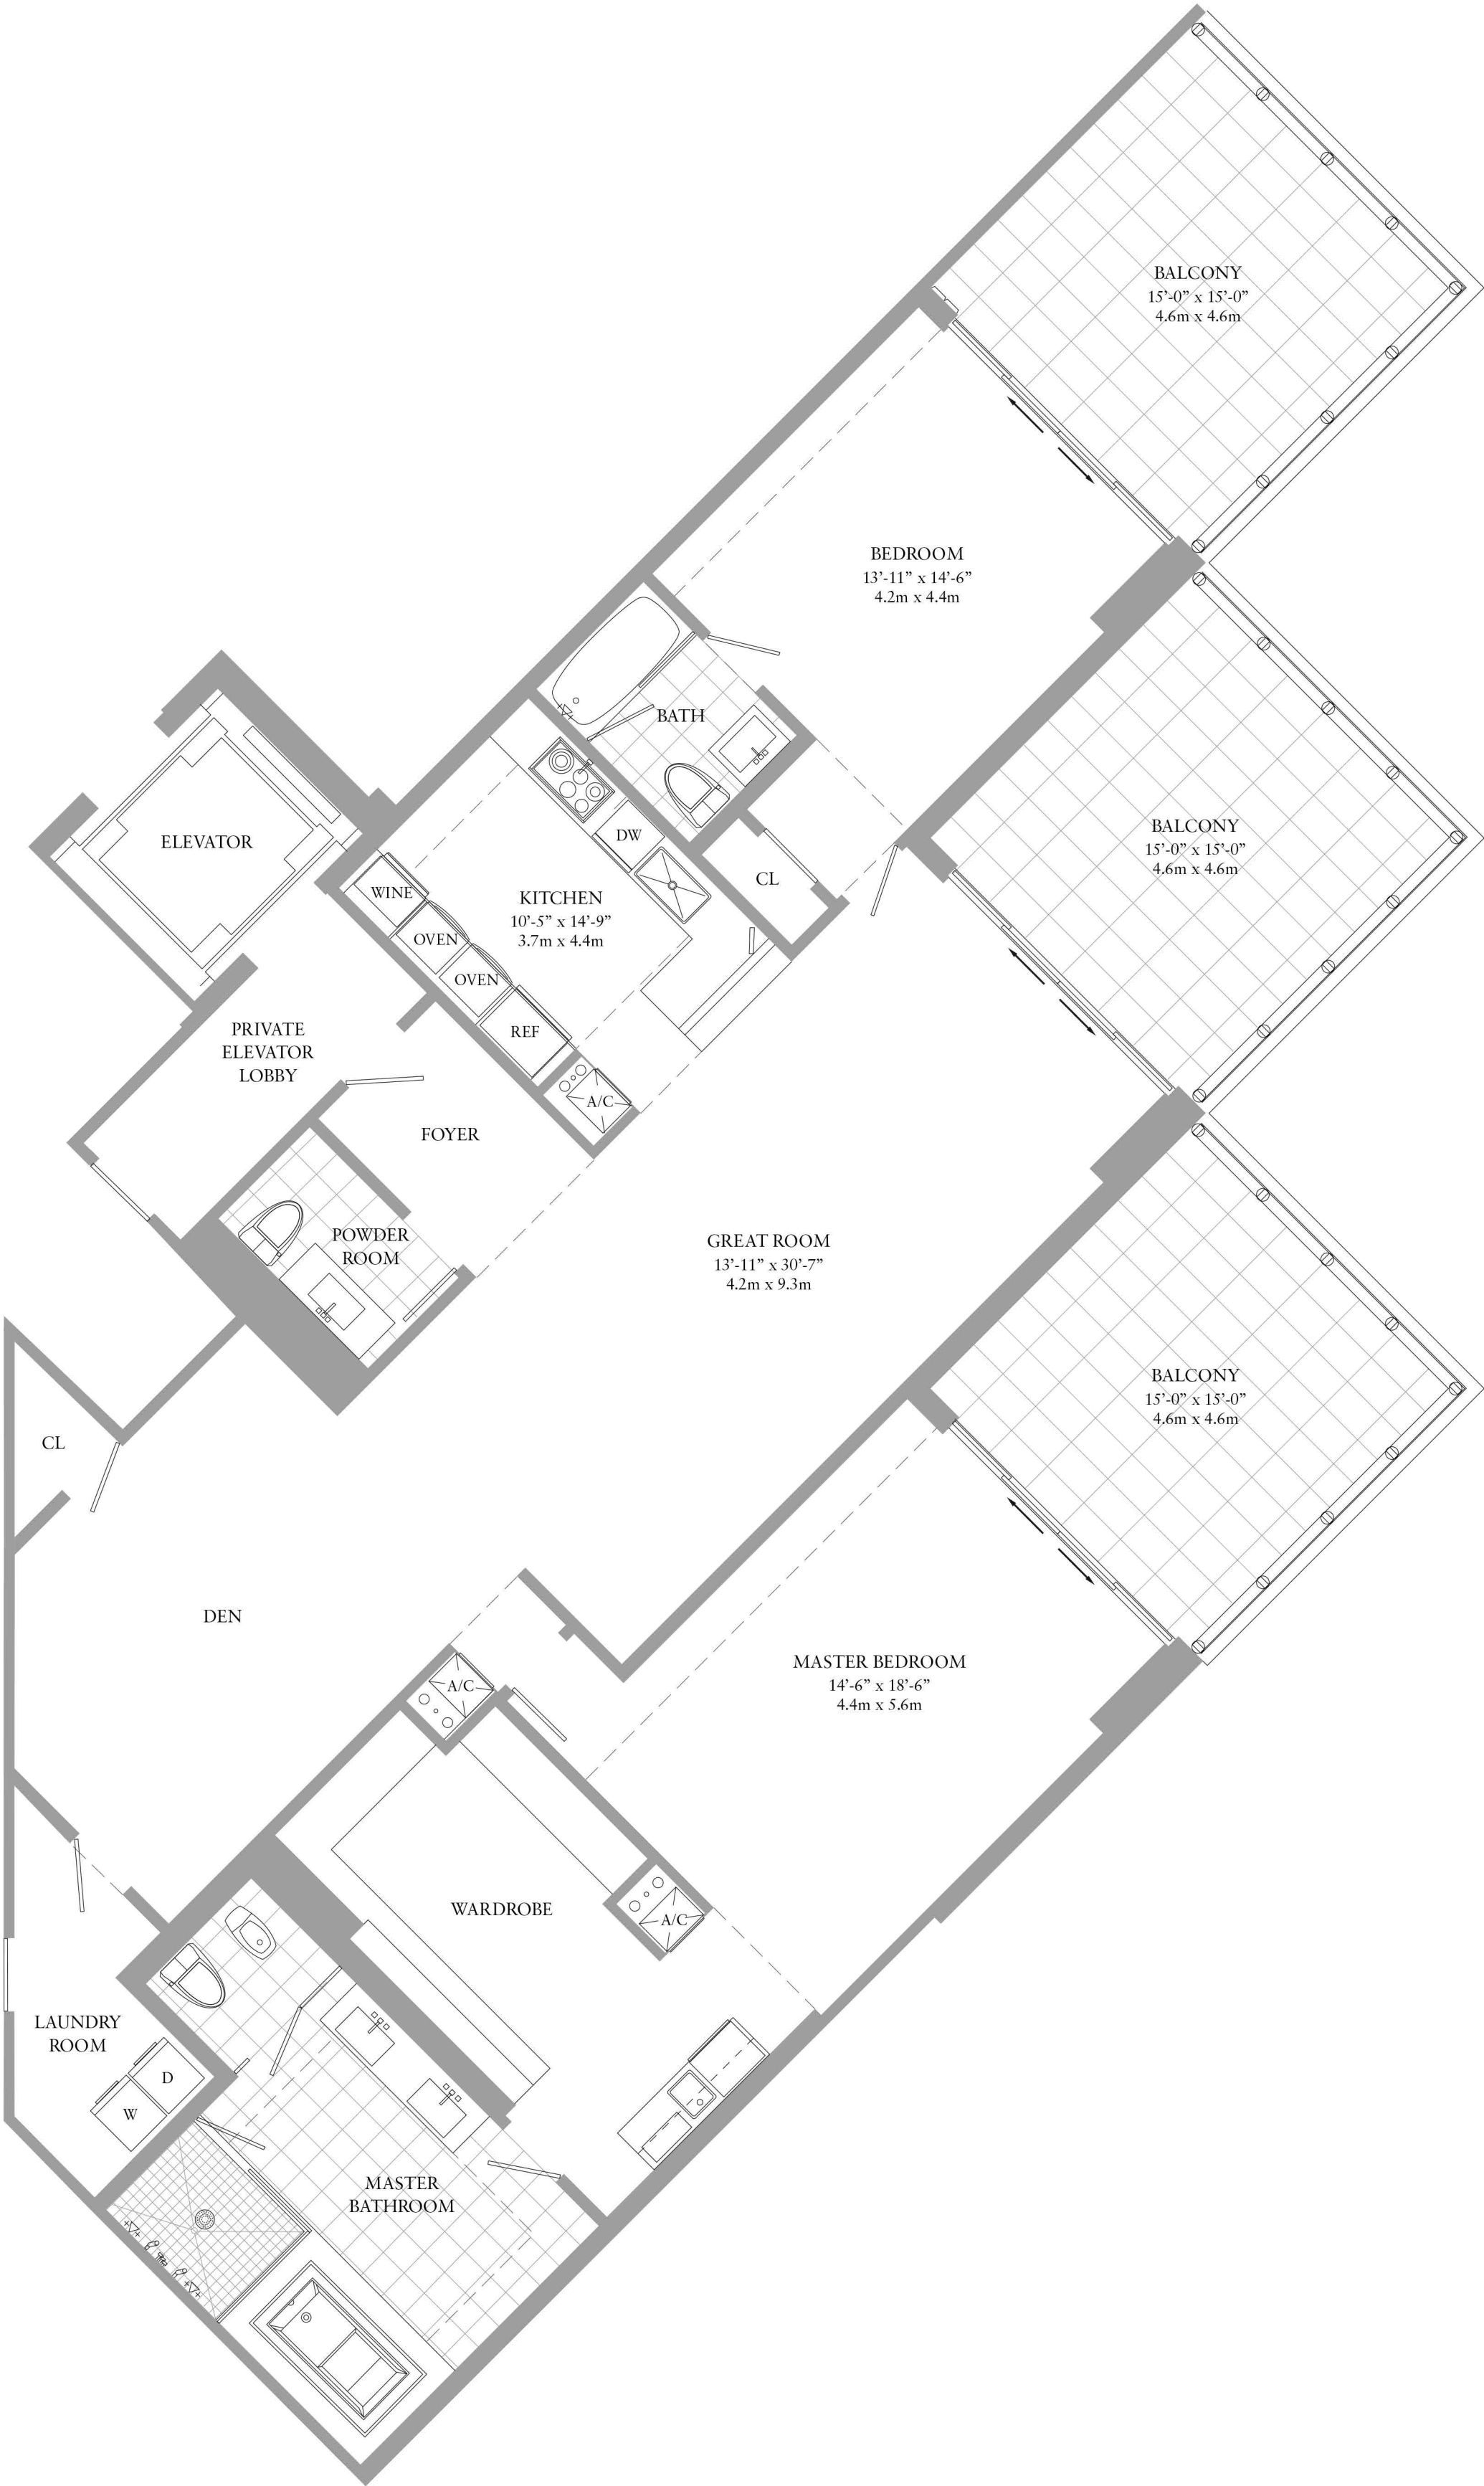 BALCONY
15’-0” x 15’-0”
4.6m x 4.6m
BEDROOM
13’-11” x 14’-6”
4.2m x 4.4m
BATH
BALCONY
15’-0” x 15’-0”
4.6m x 4.6m
ELEVATOR
DW
CL
WINE
KITCHEN
10’-5” x 14’-9”
3.7m x 4.4m
OVEN
OVEN
REF
A/C
PRIVATE
ELEVATOR
LOBBY
FOYER
POWDER
ROOM
GREAT ROOM
13’-11” x 30’-7”
4.2m x 9.3m
BALCONY
15’-0” x 15’-0”
4.6m x 4.6m
CL
DEN
A/C
MASTER BEDROOM
14’-6” x 18’-6”
4.4m x 5.6m
WARDROBE
A/C
LAUNDRY
ROOM
D
W
MASTER
BATHROOM